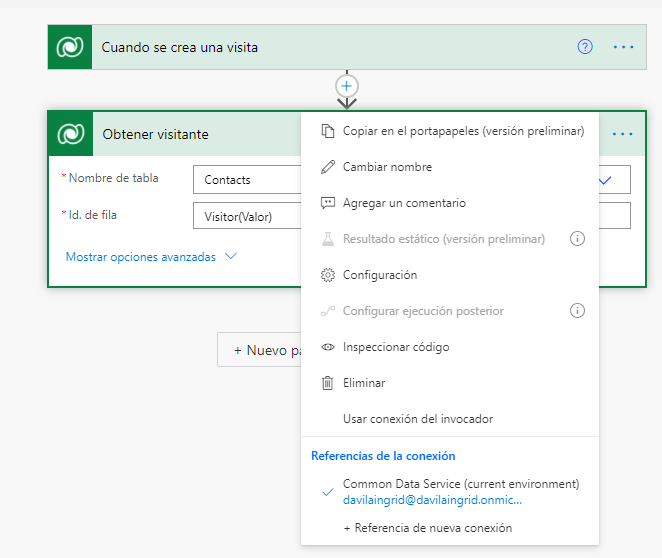 Cuando se crea una visita
Obtener visitante
* Nombre de tabla
Contacts
* Id. de fila
Visitor(Valor)
Mostrar opciones avanzadas
+ Nuevo pa
Copiar en el portapapeles (versión preliminar)
Cambiar nombre
Agregar un comentario
Resultado estático (versión preliminar)
Configuración
Configurar ejecución posterior
Inspeccionar código
Eliminar
Usar conexión del invocador
Referencias de la conexión
Common Data Service (current environment)
davilaingrid@davilaingrid.onmic...
+ Referencia de nueva conexión